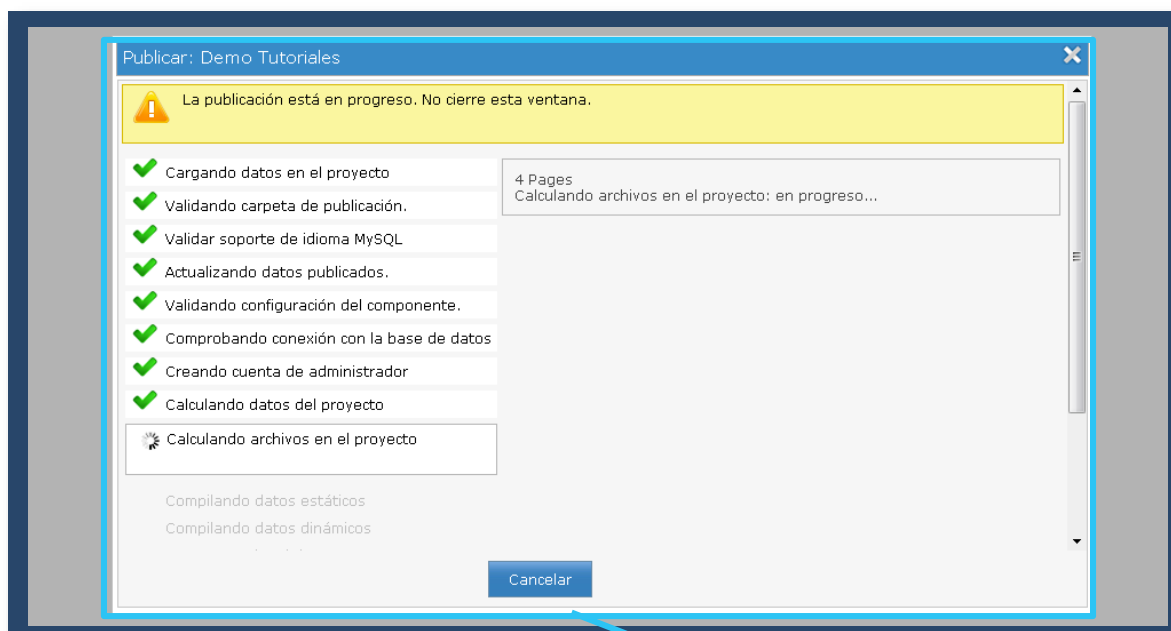 Publicar: Demo Tutoriales
La publicación está en progreso. No cierre esta ventana.
Cargando datos en el proyecto
Validando carpeta de publicación.
Validar soporte de idioma MySQL
Actualizando datos publicados.
Validando configuración del componente.
Comprobando conexión con la base de datos
Creando cuenta de administrador
Calculando datos del proyecto
Calculando archivos en el proyecto
Compilando datos estáticos
Compilando datos dinámicos
4 Pages
Calculando archivos en el proyecto: en progreso...
Cancelar